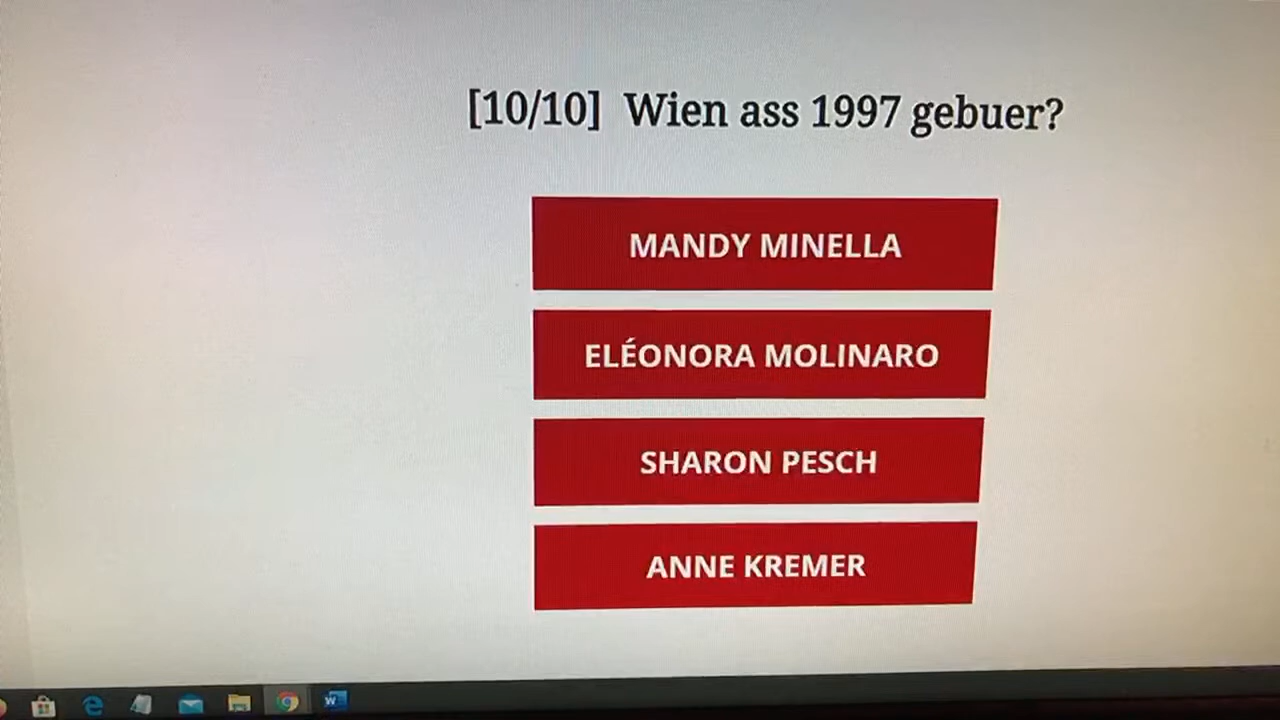 [10/10] Wien ass 1997 gebuer?
MANDY MINELLA
ELÉONORA MOLINARO
SHARON PESCH
ANNE KREMER